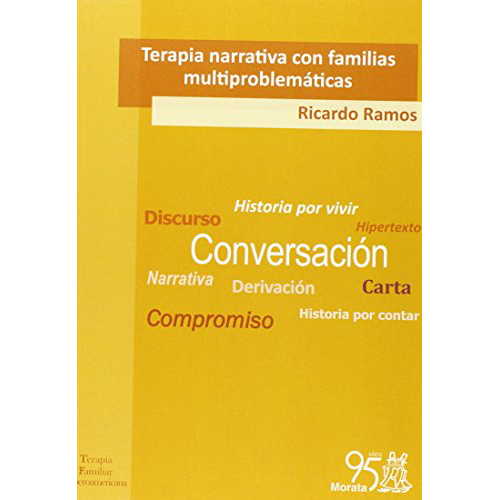 Terapia narrativa con familias
multiproblemáticas
Ricardo Ramos
Historia por vivir
Discurso
Hipertexto
Conversación
Narrativa
Derivación
Carta
Compromiso
Historia por contar
Terapia
Familiar
beroamericana
95 AÑOS
Morata